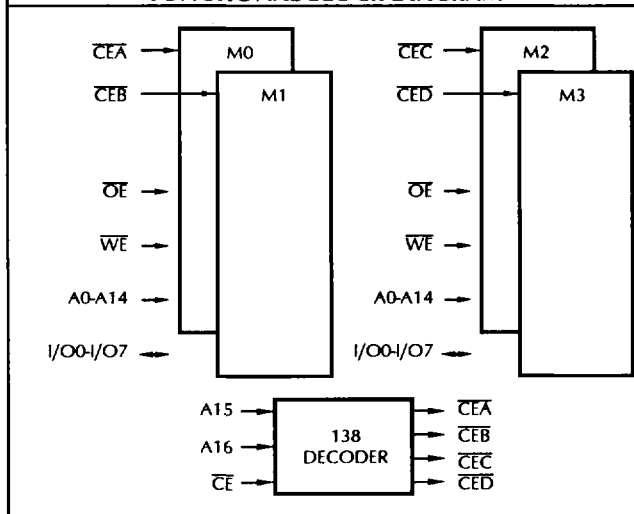 CEA
M0
CEB
M1
OE
WE
A0-A14
I/O0-I/O7
CEC
M2
CED
M3
OE
WE
A0-A14
I/O0-I/O7
A15
A16
CE
138
DECODER
CEA
CEB
CEC
CED